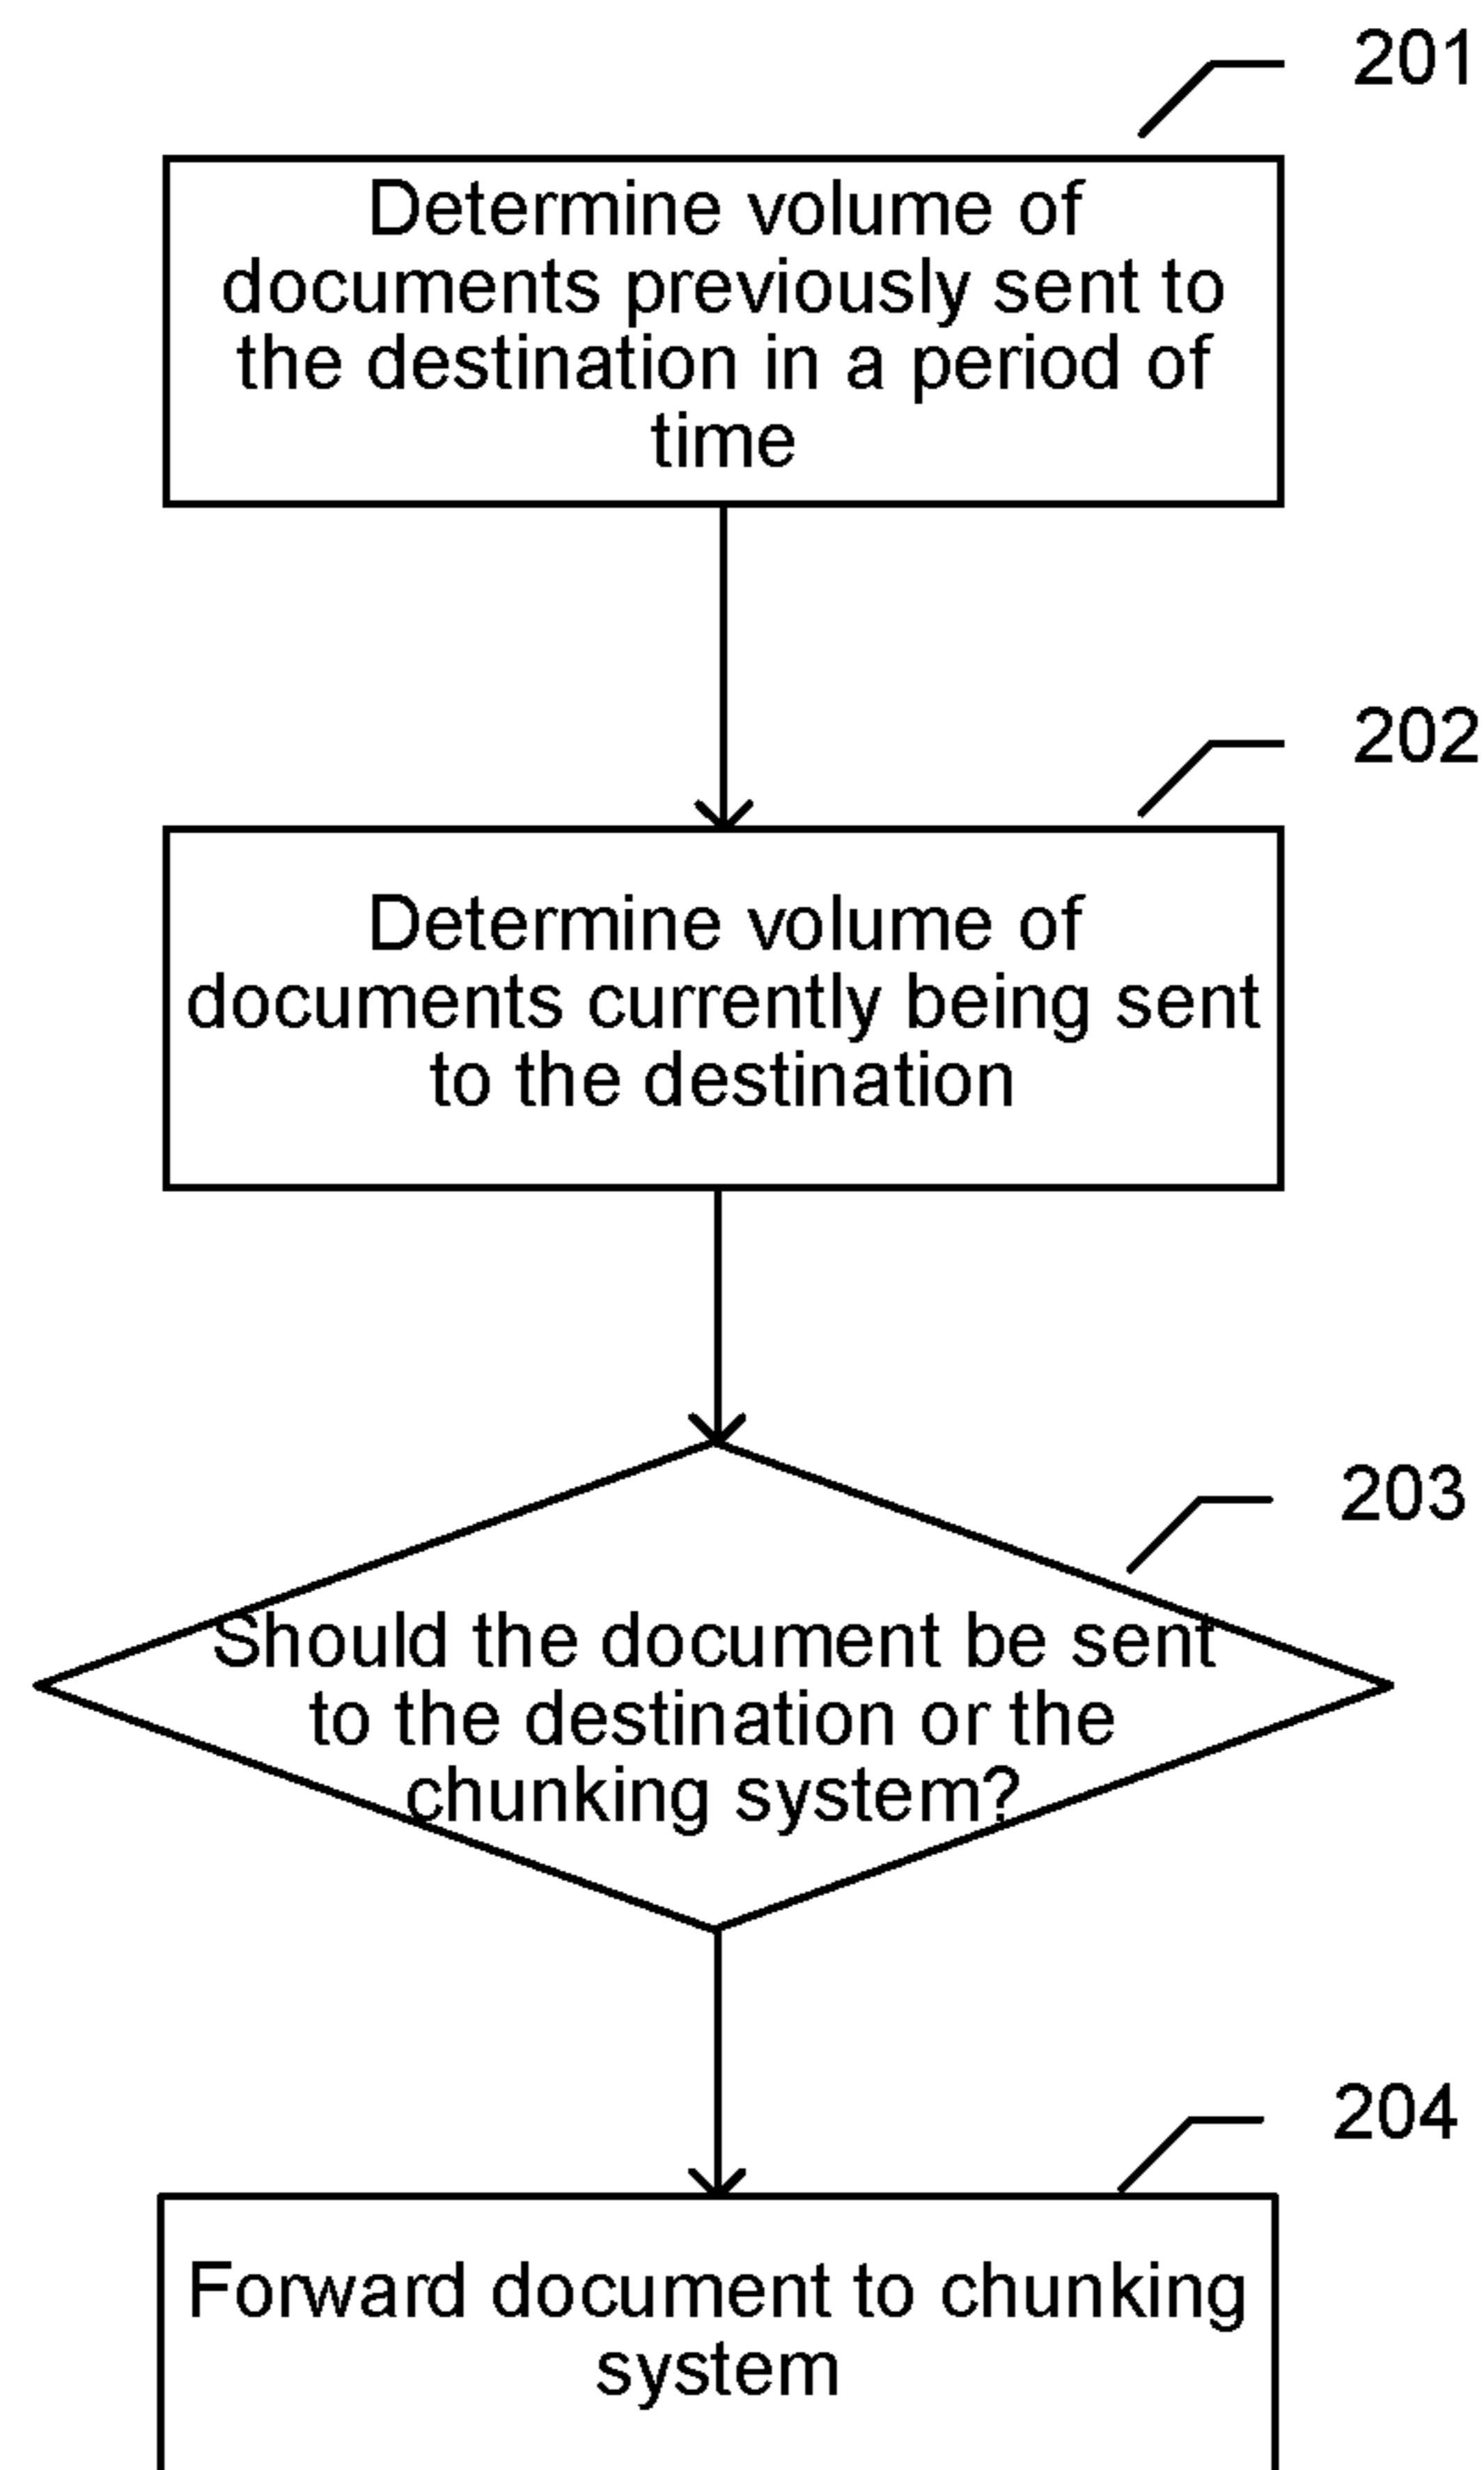 201
Determine volume of
documents previously sent to
the destination in a period of
time
202
Determine volume of
documents currently being sent
to the destination
203
Should the document be sent
to the destination or the
chunking system?
204
Forward document to chunking
system